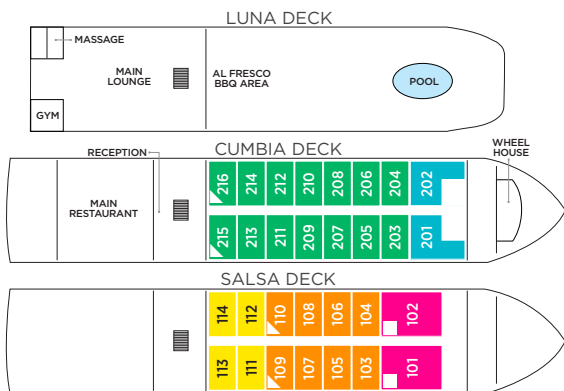 LUNA DECK
MASSAGE
MAIN
LOUNGE
AL FRESCO
BBQ AREA
POOL
GYM
CUMBIA DECK
RECEPTION
WHEEL
HOUSE
216 214 212 210 208 206 204 202
MAIN
RESTAURANT
215 213 211 209 207 205 203 201
SALSA DECK
114 112 110 108 106 104 102
113 111 109 107 105 103 101